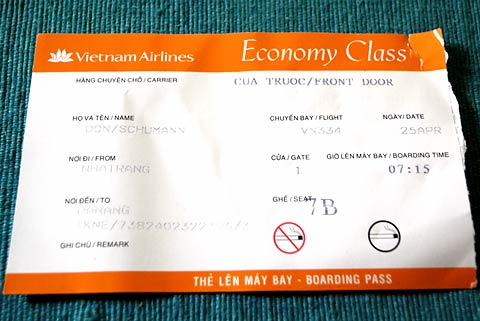 Vietnam Airlines Economy Class
HÃNG CHUYÊN CHỞ / CARRIER CUA TRUOC/FRONT DOOR
HỌ VÀ TÊN / NAME CHUYẾN BAY / FLIGHT NGÀY/ DATE
DON/SCHUMANN VN334 25APR
NƠI ĐI / FROM CỬA / GATE GIỜ LÊN MÁY BAY / BOARDING TIME
NHATRANG 1 07:15
NƠI ĐẾN / TO GHẾ / SEAT 7B
DANANG
GHI CHÚ / REMARK
THẺ LÊN MÁY BAY - BOARDING PASS